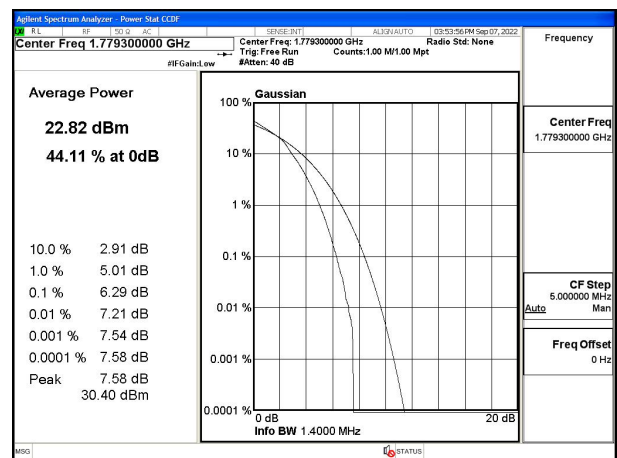 Agilent Spectrum Analyzer - Power Stat CCDF
RL RF 50 Ω AC SENSE:INT ALIGN AUTO 03:53:56 PM Sep 07, 2022
Center Freq 1.779300000 GHz
Center Freq: 1.779300000 GHz Radio Std: None
Trig: Free Run Counts:1.00 M/1.00 Mpt
#IFGain:Low #Atten: 40 dB
Frequency
Average Power
22.82 dBm
44.11 % at 0dB
10.0 % 2.91 dB
1.0 % 5.01 dB
0.1 % 6.29 dB
0.01 % 7.21 dB
0.001 % 7.54 dB
0.0001 % 7.58 dB
Peak 7.58 dB
30.40 dBm
Gaussian
100 %
10 %
1 %
0.1 %
0.01 %
0.001 %
0.0001 %
0 dB 20 dB
Info BW 1.4000 MHz
Center Freq
1.779300000 GHz
CF Step
5.000000 MHz
Auto Man
Freq Offset
0 Hz
MSG STATUS